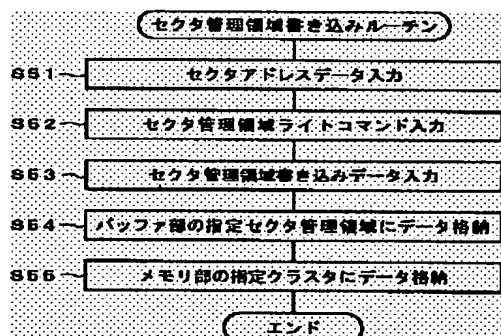 セクタ管理領域書き込みルーチン
S51 セクタアドレスデータ入力
S52 セクタ管理領域ライトコマンド入力
S53 セクタ管理領域書き込みデータ入力
S54 バッファ部の指定セクタ管理領域にデータ格納
S55 メモリ部の指定クラスタにデータ格納
エンド